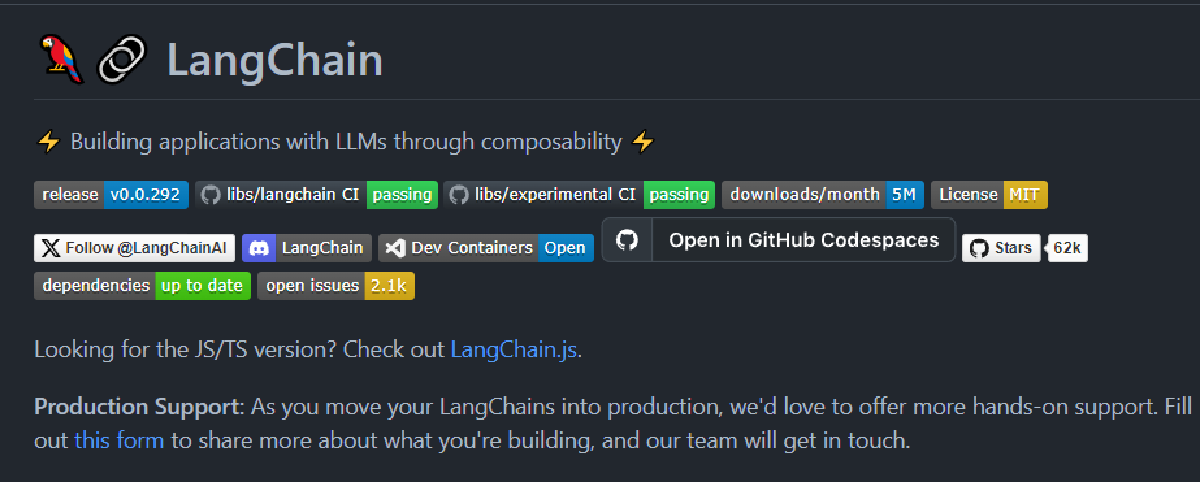 LangChain
Building applications with LLMs through composability
release v0.0.292 libs/langchain CI passing libs/experimental CI passing downloads/month 5M License MIT
Follow @LangChainAI LangChain Dev Containers Open Open in GitHub Codespaces Stars 62k
dependencies up to date open issues 2.1k
Looking for the JS/TS version? Check out LangChain.js.
Production Support: As you move your LangChains into production, we'd love to offer more hands-on support. Fill
out this form to share more about what you're building, and our team will get in touch.